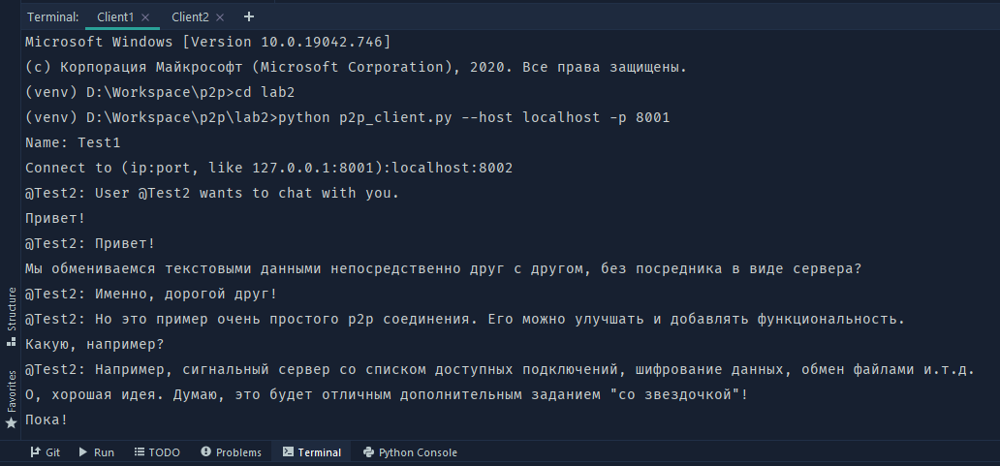 Terminal: Client1 × Client2 × +
Microsoft Windows [Version 10.0.19042.746]
(c) Корпорация Майкрософт (Microsoft Corporation), 2020. Все права защищены.
(venv) D:\Workspace\p2p>cd lab2
(venv) D:\Workspace\p2p\lab2>python p2p_client.py --host localhost -p 8001
Name: Test1
Connect to (ip:port, like 127.0.0.1:8001):localhost:8002
@Test2: User @Test2 wants to chat with you.
Привет!
@Test2: Привет!
Мы обмениваемся текстовыми данными непосредственно друг с другом, без посредника в виде сервера?
@Test2: Именно, дорогой друг!
@Test2: Но это пример очень простого p2p соединения. Его можно улучшать и добавлять функциональность.
Какую, например?
@Test2: Например, сигнальный сервер со списком доступных подключений, шифрование данных, обмен файлами и.т.д.
О, хорошая идея. Думаю, это будет отличным дополнительным заданием "со звездочкой"!
Пока!
Structure
Favorites
Git Run TODO Problems Terminal Python Console